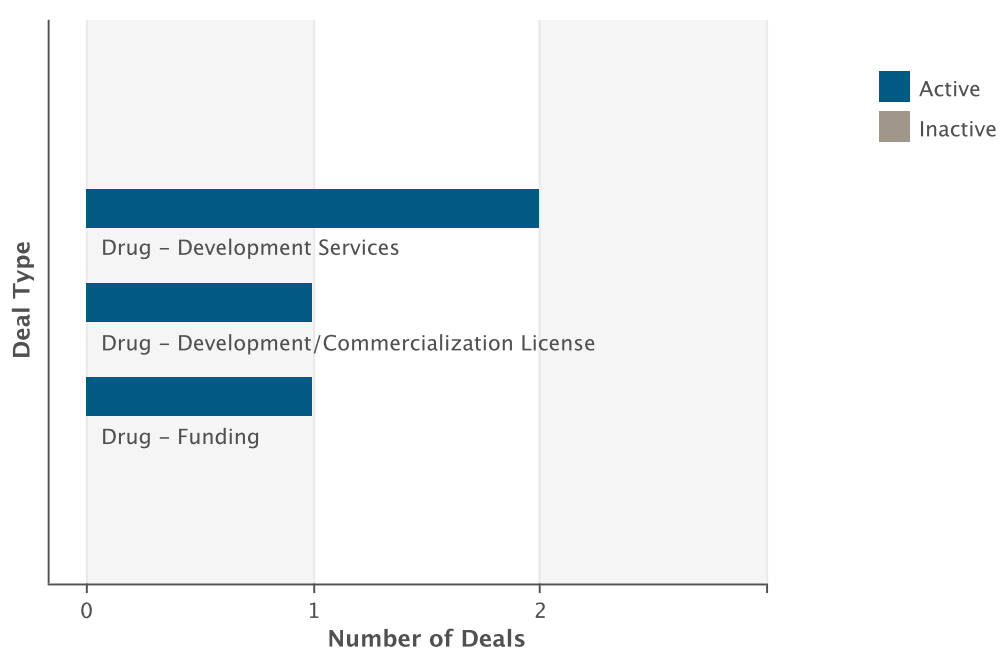 Active
Inactive
Deal Type
Drug – Development Services
Drug – Development/Commercialization License
Drug – Funding
0 1 2
Number of Deals